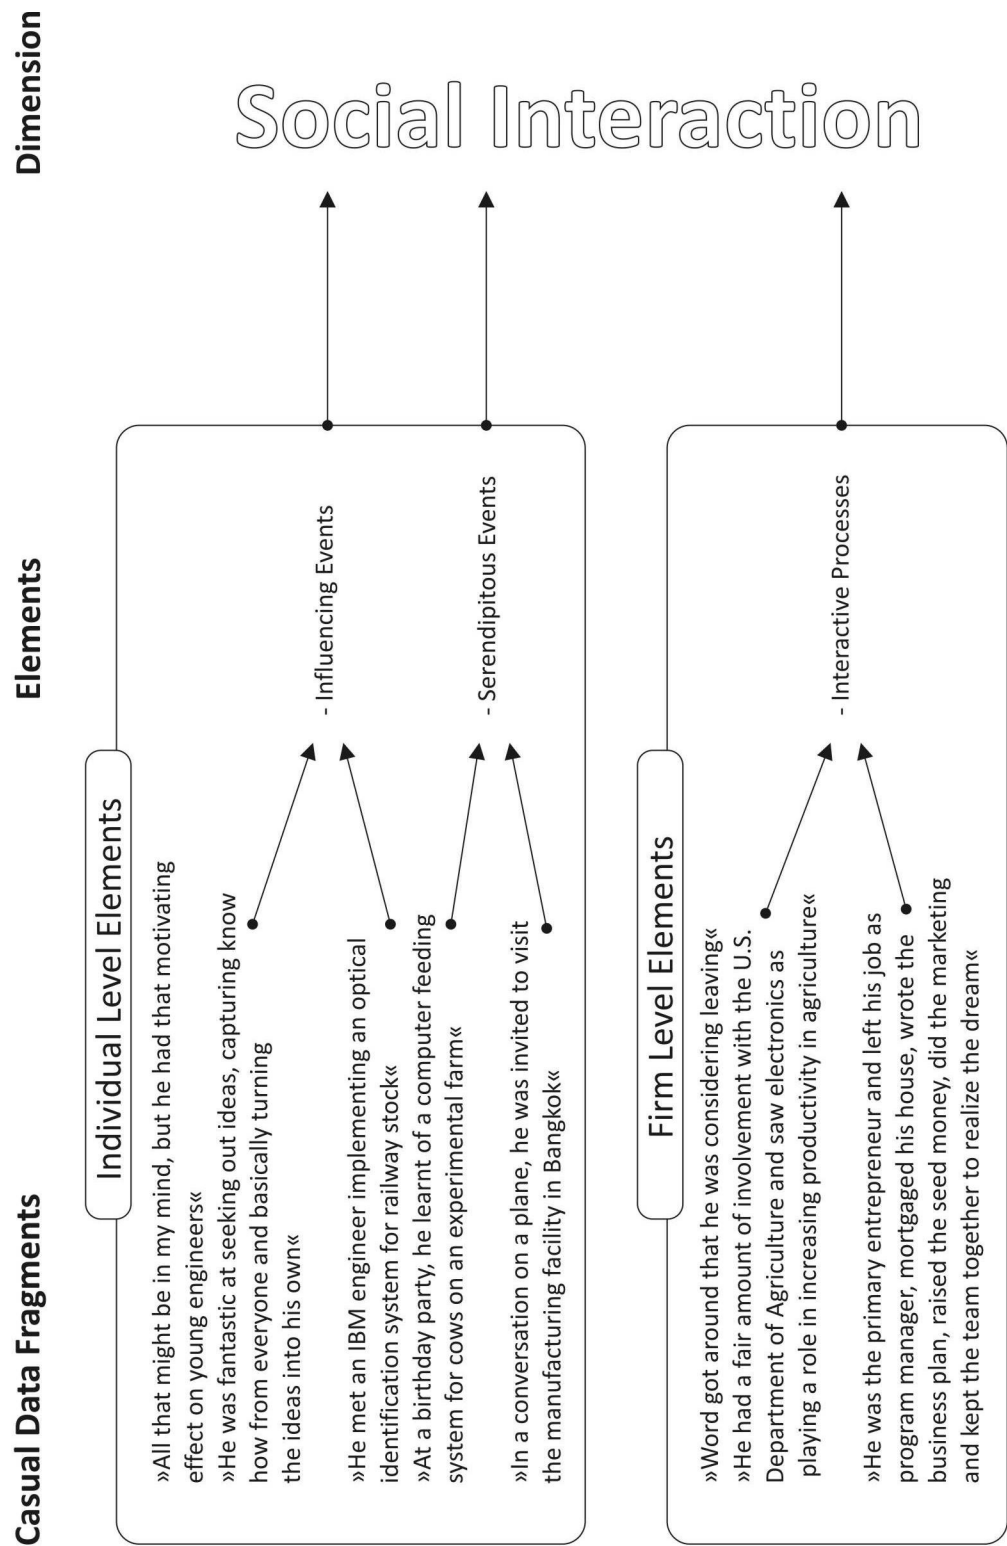 Casual Data Fragments
Elements
Dimension
Individual Level Elements
»All that might be in my mind, but he had that motivating
effect on young engineers«
»He was fantastic at seeking out ideas, capturing know
how from everyone and basically turning
the ideas into his own«
»He met an IBM engineer implementing an optical
identification system for railway stock«
»At a birthday party, he learnt of a computer feeding
system for cows on an experimental farm«
»In a conversation on a plane, he was invited to visit
the manufacturing facility in Bangkok«
- Influencing Events
- Serendipitous Events
Firm Level Elements
»Word got around that he was considering leaving«
»He had a fair amount of involvement with the U.S.
Department of Agriculture and saw electronics as
playing a role in increasing productivity in agriculture«
»He was the primary entrepreneur and left his job as
program manager, mortgaged his house, wrote the
business plan, raised the seed money, did the marketing
and kept the team together to realize the dream«
- Interactive Processes
Social Interaction